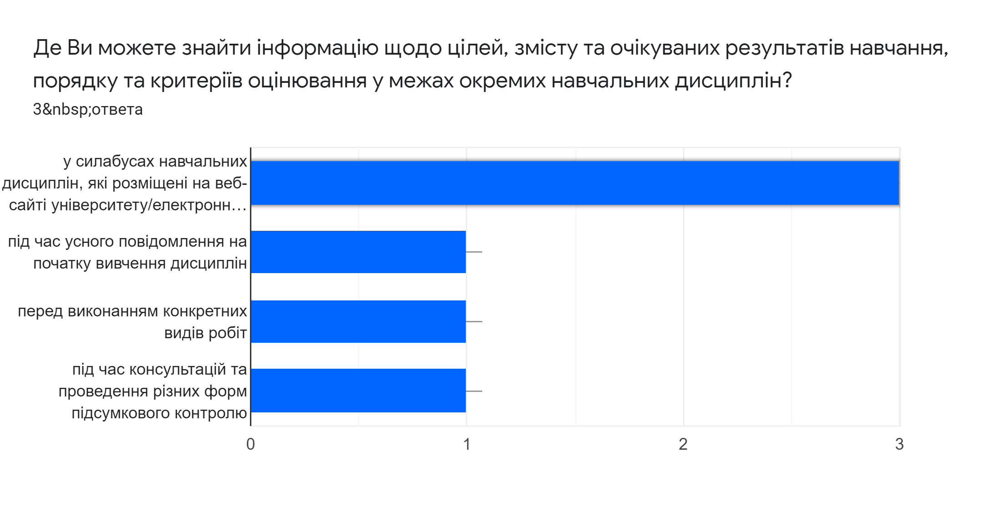 Де Ви можете знайти інформацію щодо цілей, змісту та очікуваних результатів навчання,
порядку та критеріїв оцінювання у межах окремих навчальних дисциплін?
3&nbsp;ответа
у силабусах навчальних
дисциплін, які розміщені на веб-
сайті університету/електронн…
під час усного повідомлення на
початку вивчення дисциплін
перед виконанням конкретних
видів робіт
під час консультацій та
проведення різних форм
підсумкового контролю
0 1 2 3